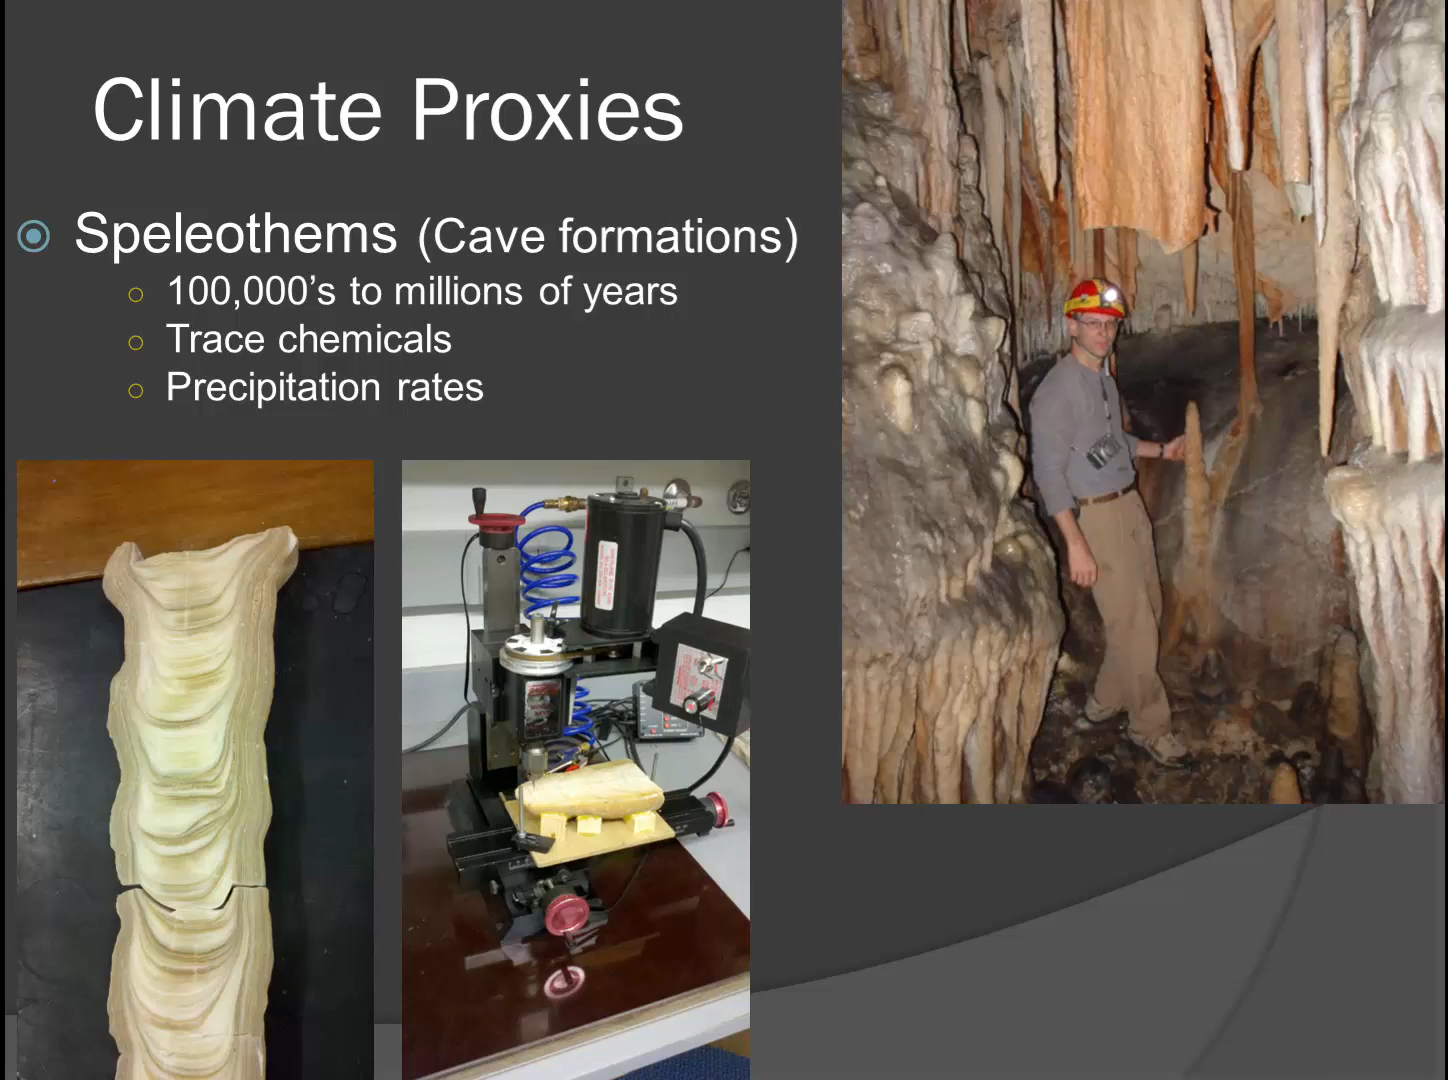 Climate Proxies
Speleothems (Cave formations)
100,000’s to millions of years
Trace chemicals
Precipitation rates